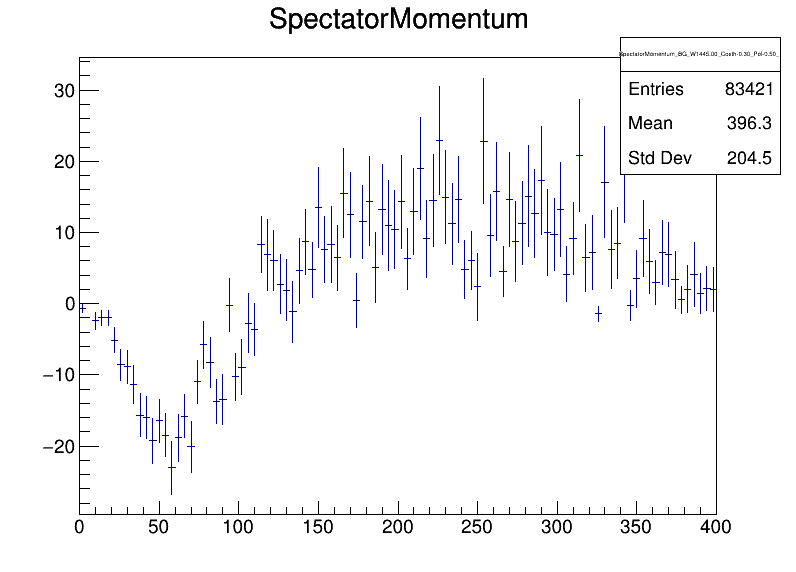 SpectatorMomentum
SpectatorMomentum_BG_W1445.00_Costh-0.30_Pol-0.50_
Entries 83421
Mean 396.3
Std Dev 204.5
30
20
10
0
−10
−20
0 50 100 150 200 250 300 350 400